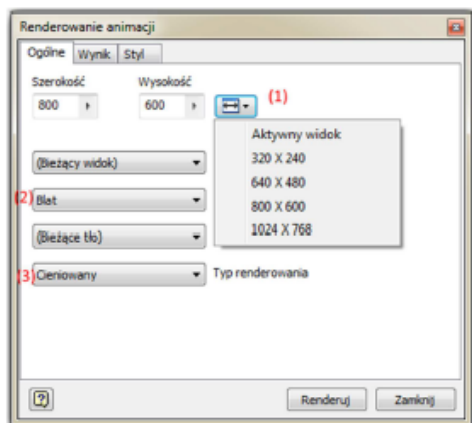 Renderowanie animacji
Ogólne Wynik Styl
Szerokość Wysokość
800 600 (1)
Aktywny widok
320 X 240
640 X 480
800 X 600
1024 X 768
(Bieżący widok)
(2) Blat
(Bieżące tło)
(3) Cieniowany Typ renderowania
? Renderuj Zamknij